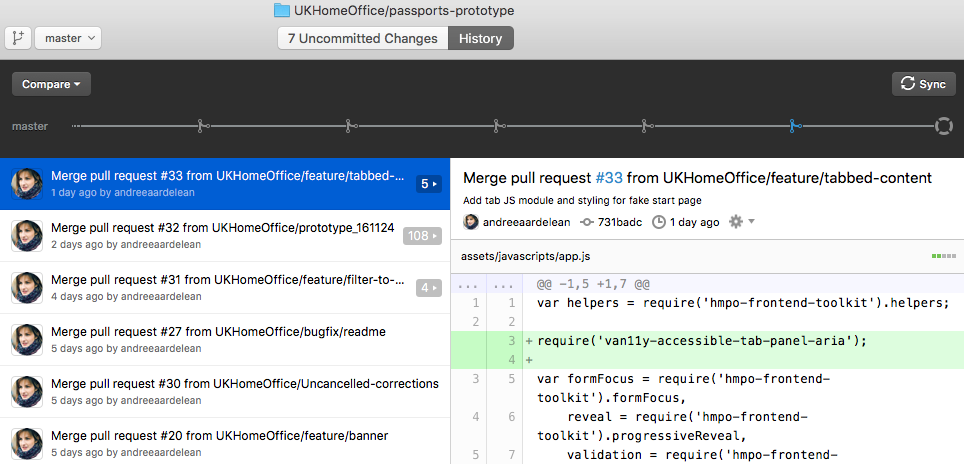 UKHomeOffice/passports-prototype
master
7 Uncommitted Changes
History
Compare
Sync
master
Merge pull request #33 from UKHomeOffice/feature/tabbed-...
1 day ago by andreeaardelean
5
Merge pull request #32 from UKHomeOffice/prototype_161124
2 days ago by andreeaardelean
108
Merge pull request #31 from UKHomeOffice/feature/filter-to-...
4 days ago by andreeaardelean
4
Merge pull request #27 from UKHomeOffice/bugfix/readme
5 days ago by andreeaardelean
Merge pull request #30 from UKHomeOffice/Uncancelled-corrections
5 days ago by andreeaardelean
Merge pull request #20 from UKHomeOffice/feature/banner
5 days ago by andreeaardelean
Merge pull request #33 from UKHomeOffice/feature/tabbed-content
Add tab JS module and styling for fake start page
andreeaardelean 731badc 1 day ago
assets/javascripts/app.js
... ... @@ -1,5 +1,7 @@
1 1 var helpers = require('hmpo-frontend-toolkit').helpers;
2 2
3 + require('van11y-accessible-tab-panel-aria');
4 +
3 5 var formFocus = require('hmpo-frontend-
toolkit').formFocus,
4 6 reveal = require('hmpo-frontend-
toolkit').progressiveReveal,
5 7 validation = require('hmpo-frontend-